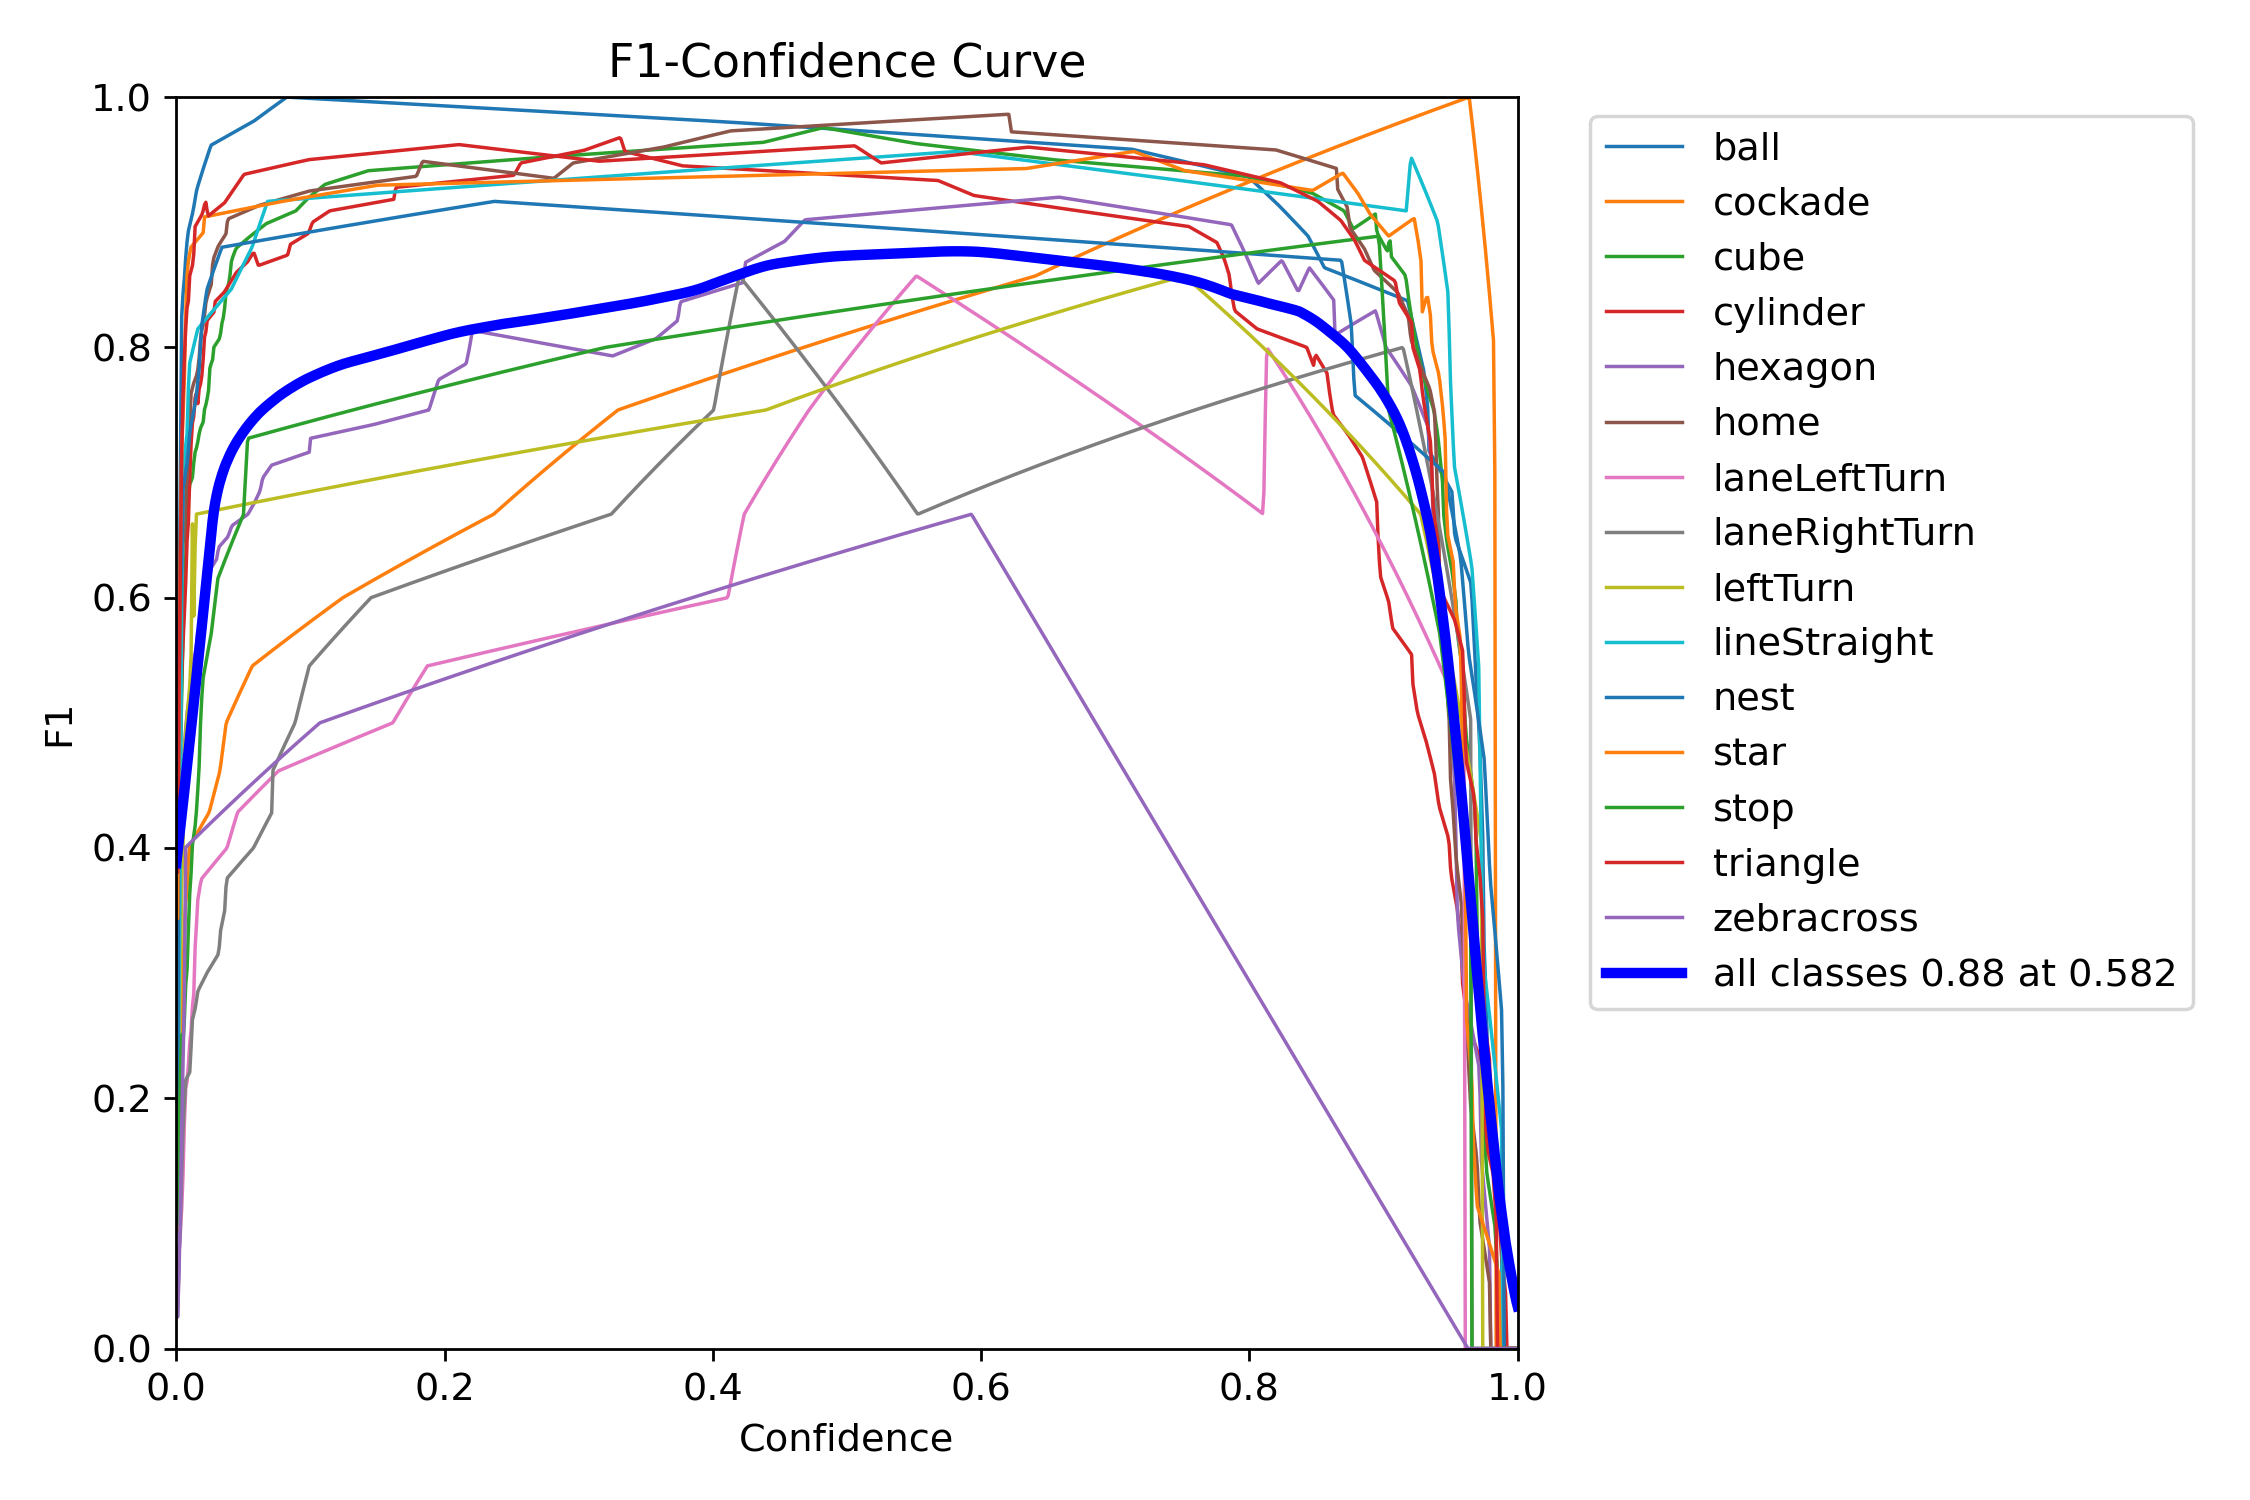 F1-Confidence Curve
1.0
0.8
0.6
0.4
0.2
0.0
F1
0.0 0.2 0.4 0.6 0.8 1.0
Confidence
ball
cockade
cube
cylinder
hexagon
home
laneLeftTurn
laneRightTurn
leftTurn
lineStraight
nest
star
stop
triangle
zebracross
all classes 0.88 at 0.582